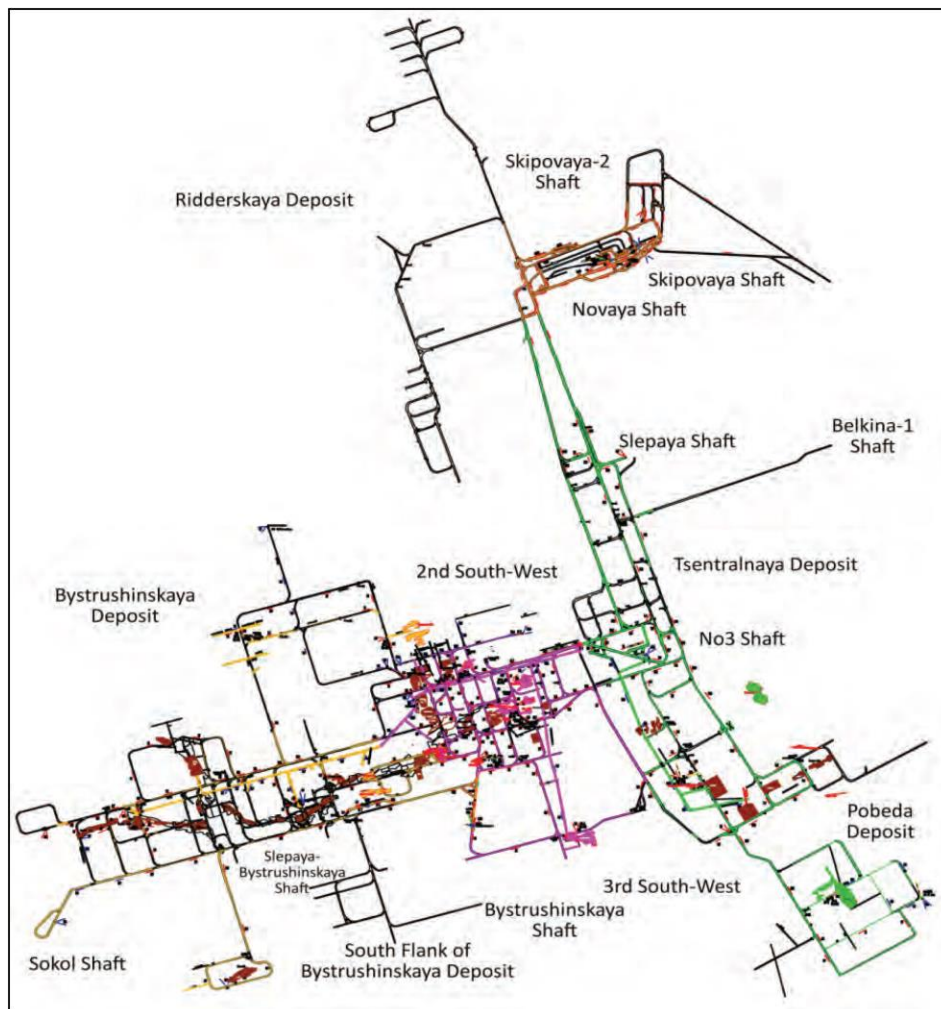 Skipovaya-2
Shaft
Ridderskaya Deposit
Skipovaya Shaft
Novaya Shaft
Belkina-1
Shaft
Slepaya Shaft
2nd South-West
Tsentralnaya Deposit
Bystrushinskaya
Deposit
No3 Shaft
Pobeda
Deposit
Slepaya-
Bystrushinskaya
Shaft
3rd South-West
Bystrushinskaya
Shaft
South Flank of
Bystrushinskaya Deposit
Sokol Shaft